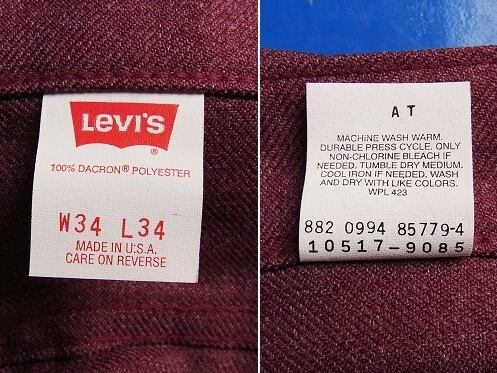 Levi's
®
100% DACRON® POLYESTER
W34 L34
MADE IN U.S.A.
CARE ON REVERSE
A T
MACHINE WASH WARM.
DURABLE PRESS CYCLE. ONLY
NON-CHLORINE BLEACH IF
NEEDED. TUMBLE DRY MEDIUM.
COOL IRON IF NEEDED. WASH
AND DRY WITH LIKE COLORS.
WPL 423
882 0994 85779-4
10517-9085